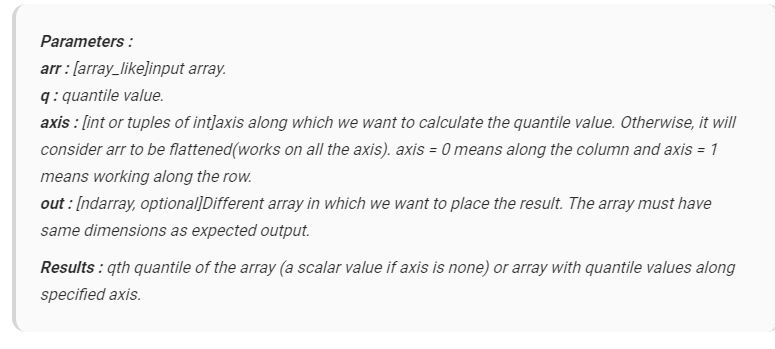 Parameters :
arr : [array_like]input array.
q : quantile value.
axis : [int or tuples of int]axis along which we want to calculate the quantile value. Otherwise, it will
consider arr to be flattened(works on all the axis). axis = 0 means along the column and axis = 1
means working along the row.
out : [ndarray, optional]Different array in which we want to place the result. The array must have
same dimensions as expected output.
Results : qth quantile of the array (a scalar value if axis is none) or array with quantile values along
specified axis.